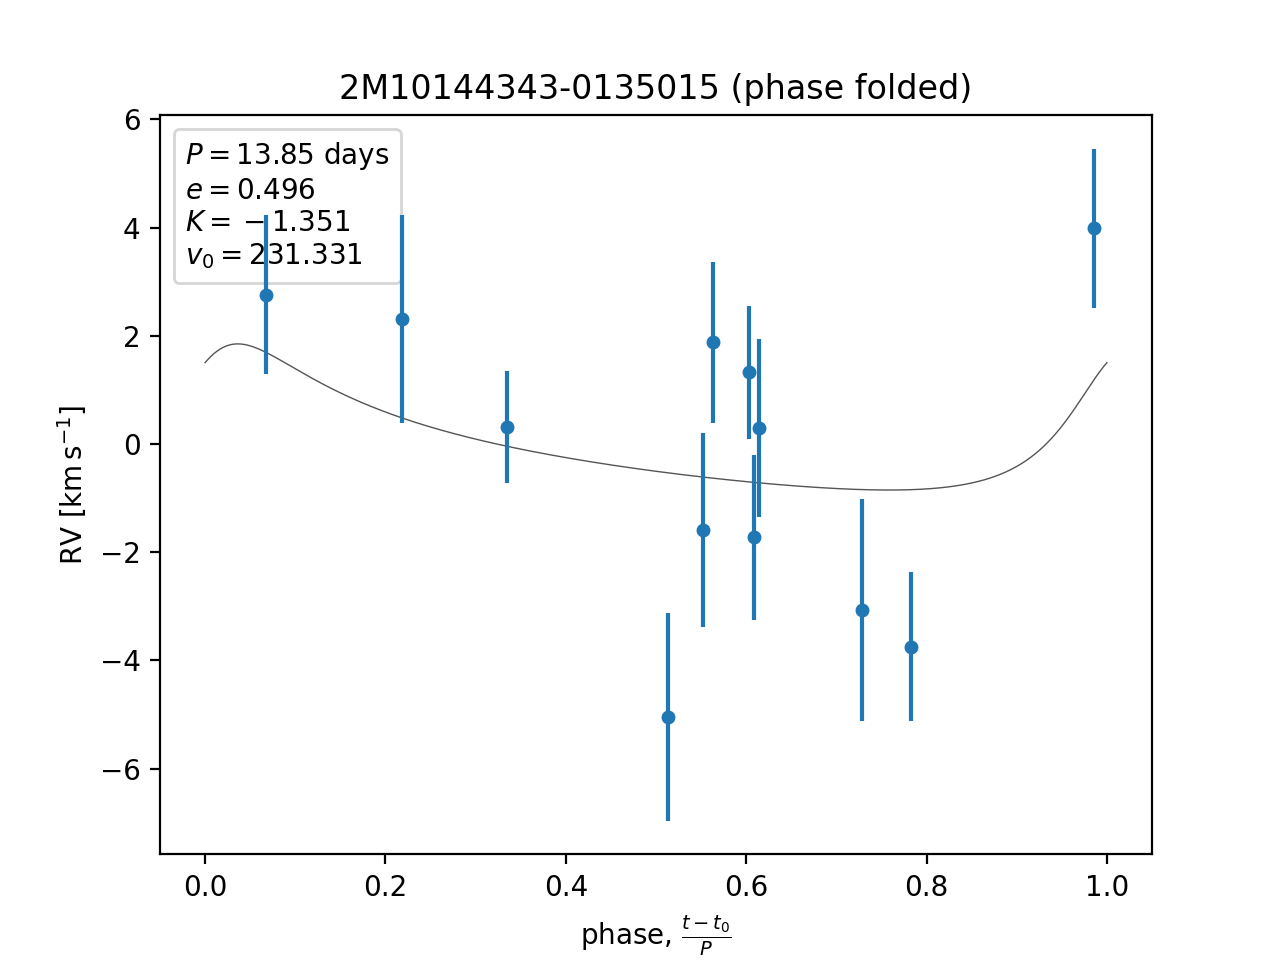 2M10144343-0135015 (phase folded)
P = 13.85 days
e = 0.496
K = −1.351
v₀ = 231.331
RV [km s⁻¹]
6
4
2
0
−2
−4
−6
0.0 0.2 0.4 0.6 0.8 1.0
phase, (t − t₀)/P